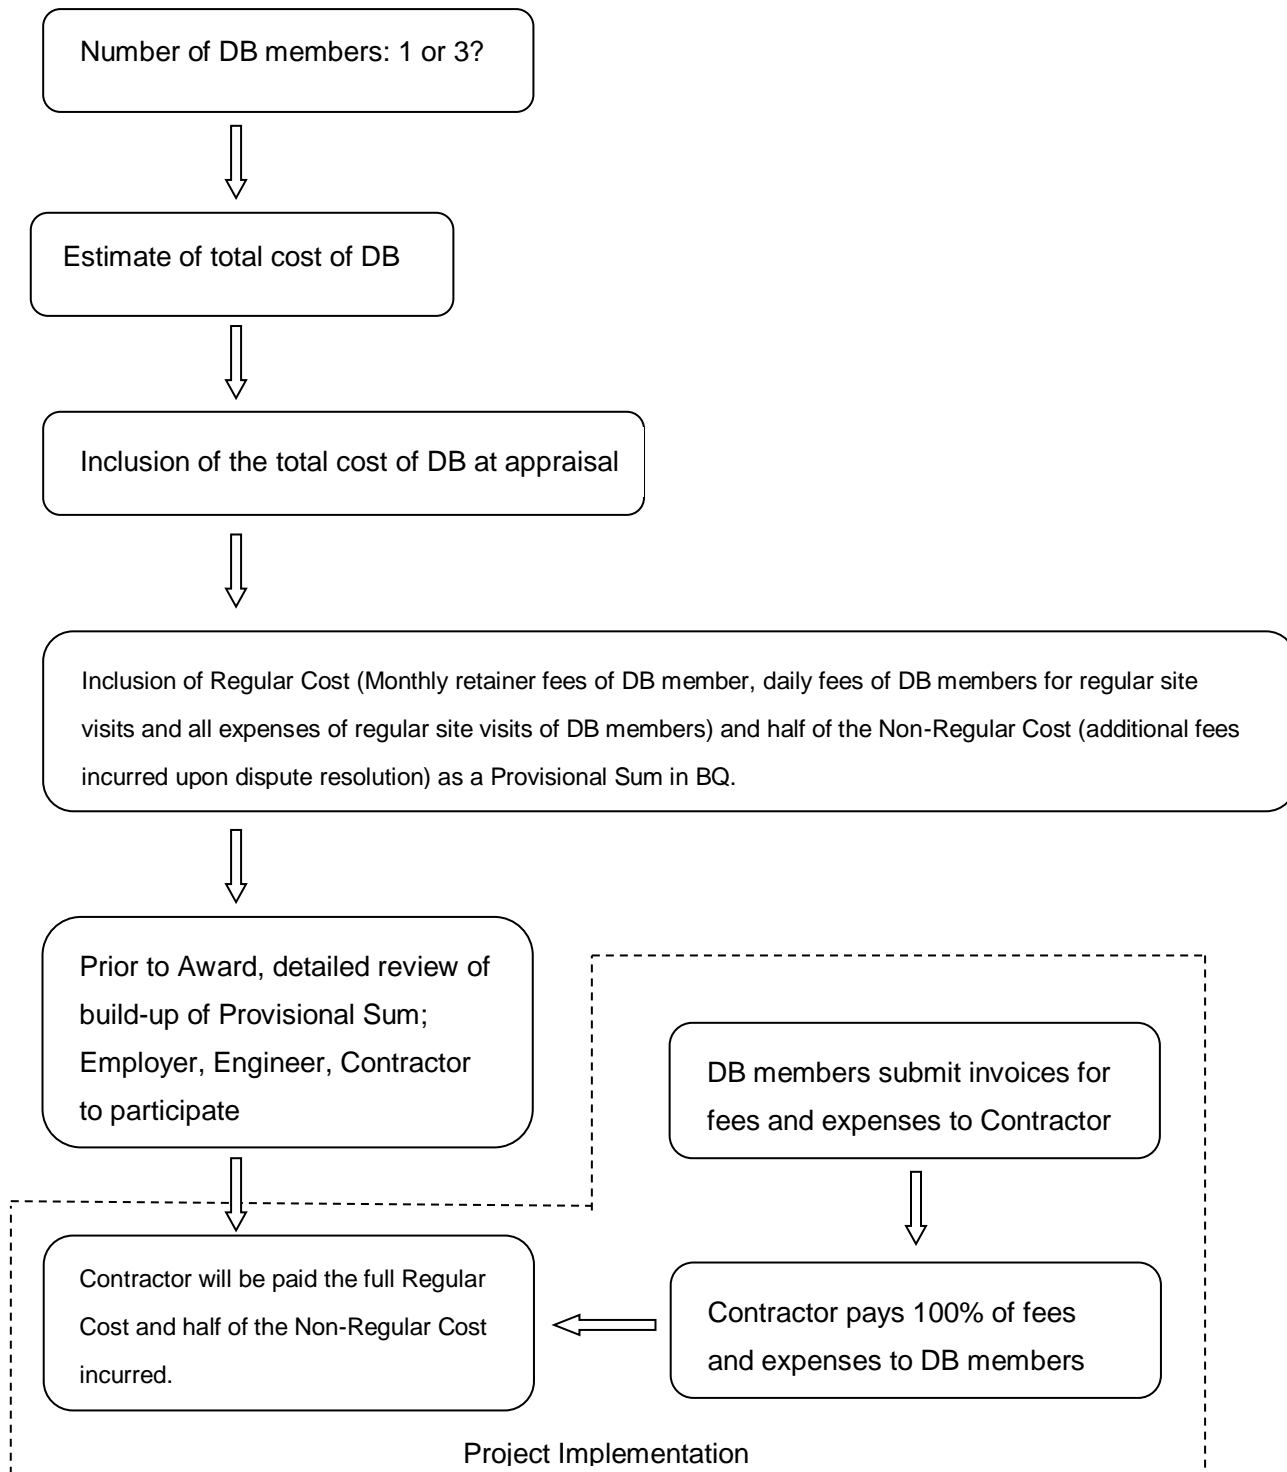 Number of DB members: 1 or 3?
Estimate of total cost of DB
Inclusion of the total cost of DB at appraisal
Inclusion of Regular Cost (Monthly retainer fees of DB member, daily fees of DB members for regular site
visits and all expenses of regular site visits of DB members) and half of the Non-Regular Cost (additional fees
incurred upon dispute resolution) as a Provisional Sum in BQ.
Prior to Award, detailed review of
build-up of Provisional Sum;
Employer, Engineer, Contractor
to participate
DB members submit invoices for
fees and expenses to Contractor
Contractor pays 100% of fees
and expenses to DB members
Contractor will be paid the full Regular
Cost and half of the Non-Regular Cost
incurred.
Project Implementation